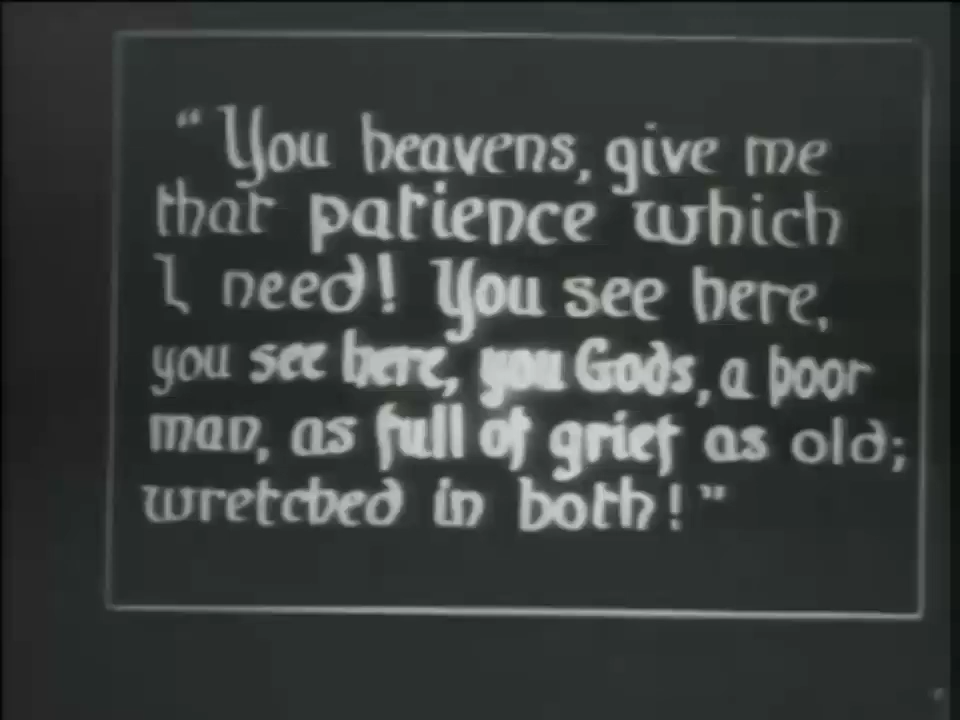 "You heavens, give me
that patience which
I need! You see here,
you see here, you Gods, a poor
man, as full of grief as old;
wretched in both!"